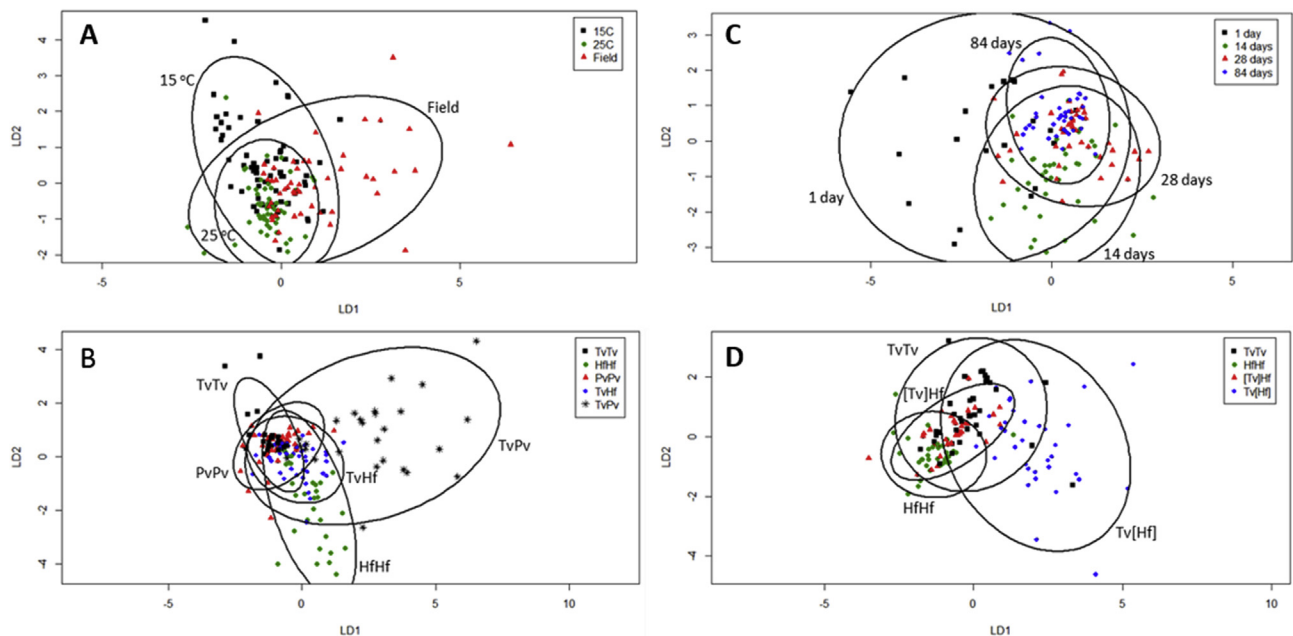 A
15C
25C
Field
15 ºC
Field
25 ºC
LD2
4
3
2
1
0
-1
-2
-5
0
5
LD1
C
1 day
14 days
28 days
84 days
84 days
1 day
28 days
14 days
LD2
3
2
1
0
-1
-2
-3
-5
0
5
LD1
B
TvTv
HfHf
PvPv
TvHf
TvPv
TvTv
PvPv
TvHf
TvPv
HfHf
LD2
4
2
0
-2
-4
-5
0
5
10
LD1
D
TvTv
HfHf
[Tv]Hf
Tv[Hf]
TvTv
[Tv]Hf
HfHf
Tv[Hf]
LD2
2
0
-2
-4
-5
0
5
10
LD1